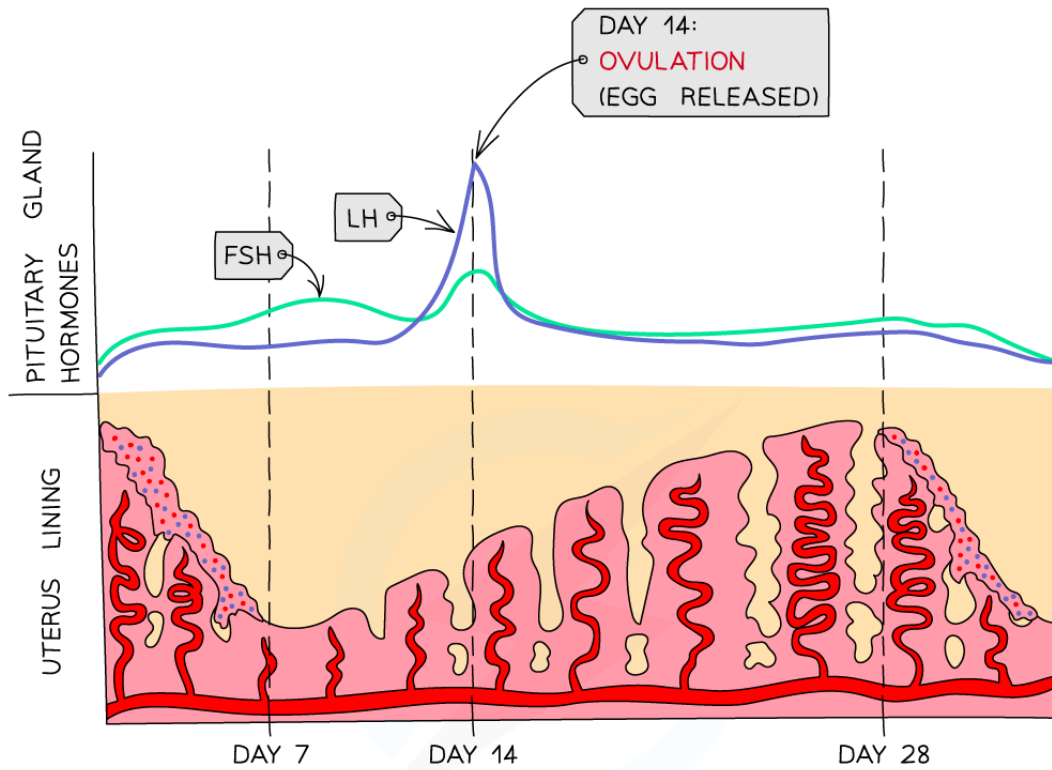 DAY 14:
OVULATION
(EGG RELEASED)
LH
FSH
PITUITARY GLAND
HORMONES
UTERUS LINING
DAY 7
DAY 14
DAY 28